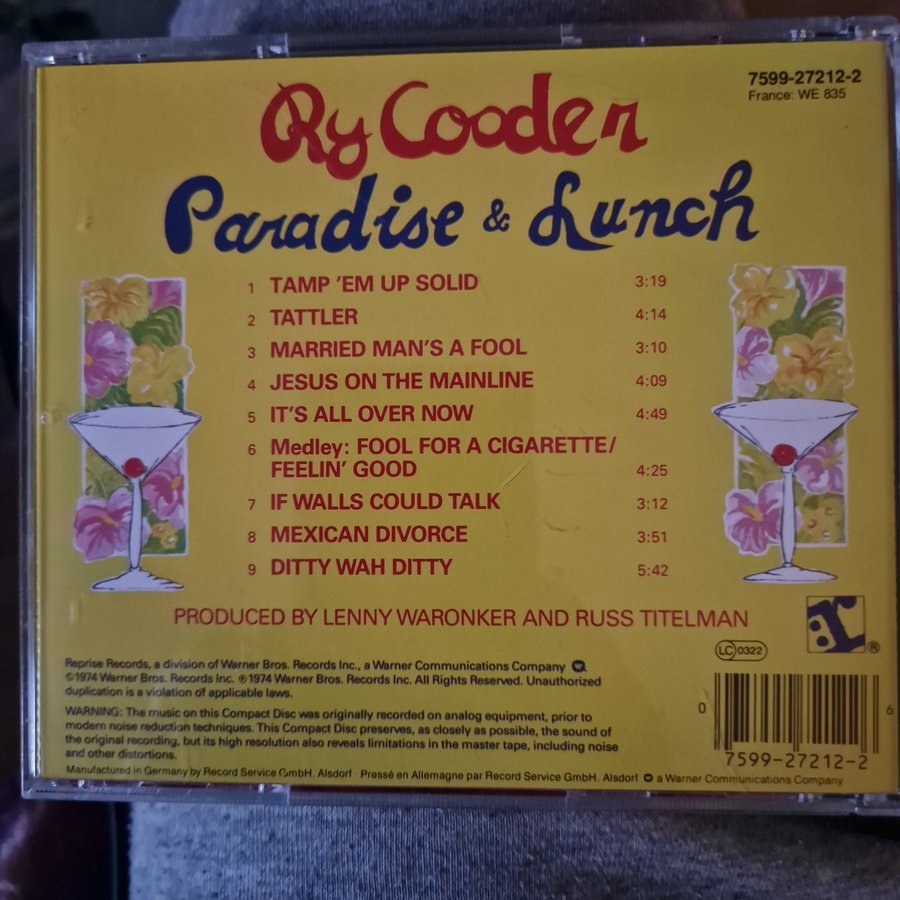 7599-27212-2
France: WE 835
Ry Cooder
Paradise & Lunch
1 TAMP 'EM UP SOLID 3:19
2 TATTLER 4:14
3 MARRIED MAN'S A FOOL 3:10
4 JESUS ON THE MAINLINE 4:09
5 IT'S ALL OVER NOW 4:49
6 Medley: FOOL FOR A CIGARETTE/
FEELIN' GOOD 4:25
7 IF WALLS COULD TALK 3:12
8 MEXICAN DIVORCE 3:51
9 DITTY WAH DITTY 5:42
PRODUCED BY LENNY WARONKER AND RUSS TITELMAN
r: ®
LC 0322
Reprise Records, a division of Warner Bros. Records Inc., a Warner Communications Company
©1974 Warner Bros. Records Inc. ℗1974 Warner Bros. Records Inc. All Rights Reserved. Unauthorized
duplication is a violation of applicable laws.
WARNING: The music on this Compact Disc was originally recorded on analog equipment, prior to
modern noise reduction techniques. This Compact Disc preserves, as closely as possible, the sound of
the original recording, but its high resolution also reveals limitations in the master tape, including noise
and other distortions.
0 6
7599-27212-2
Manufactured in Germany by Record Service GmbH. Alsdorf · Pressé en Allemagne par Record Service GmbH. Alsdorf a Warner Communications Company